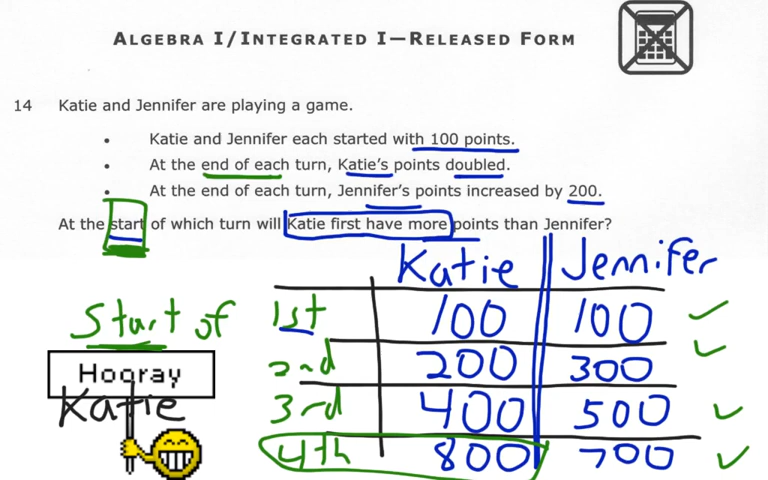 ALGEBRA I/INTEGRATED I—RELEASED FORM
14 Katie and Jennifer are playing a game.
• Katie and Jennifer each started with 100 points.
• At the end of each turn, Katie's points doubled.
• At the end of each turn, Jennifer's points increased by 200.
At the start of which turn will Katie first have more points than Jennifer?
Katie Jennifer
Start of 1st 100 100
2nd 200 300
Hooray
3rd 400 500
Katie
4th 800 700